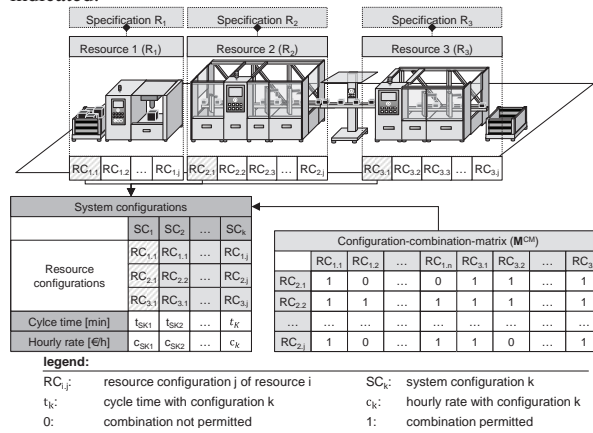 Specification R1 Specification R2 Specification R3
Resource 1 (R1) Resource 2 (R2) Resource 3 (R3)
RC1.1 RC1.2 … RC1.j RC2.1 RC2.2 RC2.3 … RC2.j RC3.1 RC3.2 RC3.3 … RC3.j
System configurations
SC1 SC2 … SCk
Resource configurations
RC1.1 RC1.1 … RC1.j
RC2.1 RC2.1 … RC2.j
RC3.1 RC3.1 … RC3.j
Cylce time [min] tSK1 tSK2 … tK
Hourly rate [€/h] cSK1 cSK2 … ck
Configuration-combination-matrix (MCM)
RC1.1 RC1.2 … RC1.n RC3.1 RC3.2 …
RC2.1 1 0 … 0 1 1 … 1
RC2.2 1 1 … 1 1 1 … 1
… … … … … … … … …
RC2.j 1 0 … 1 1 0 … 1
legend:
RCi.j: resource configuration j of resource i SCk: system configuration k
tk: cycle time with configuration k ck: hourly rate with configuration k
0: combination not permitted 1: combination permitted